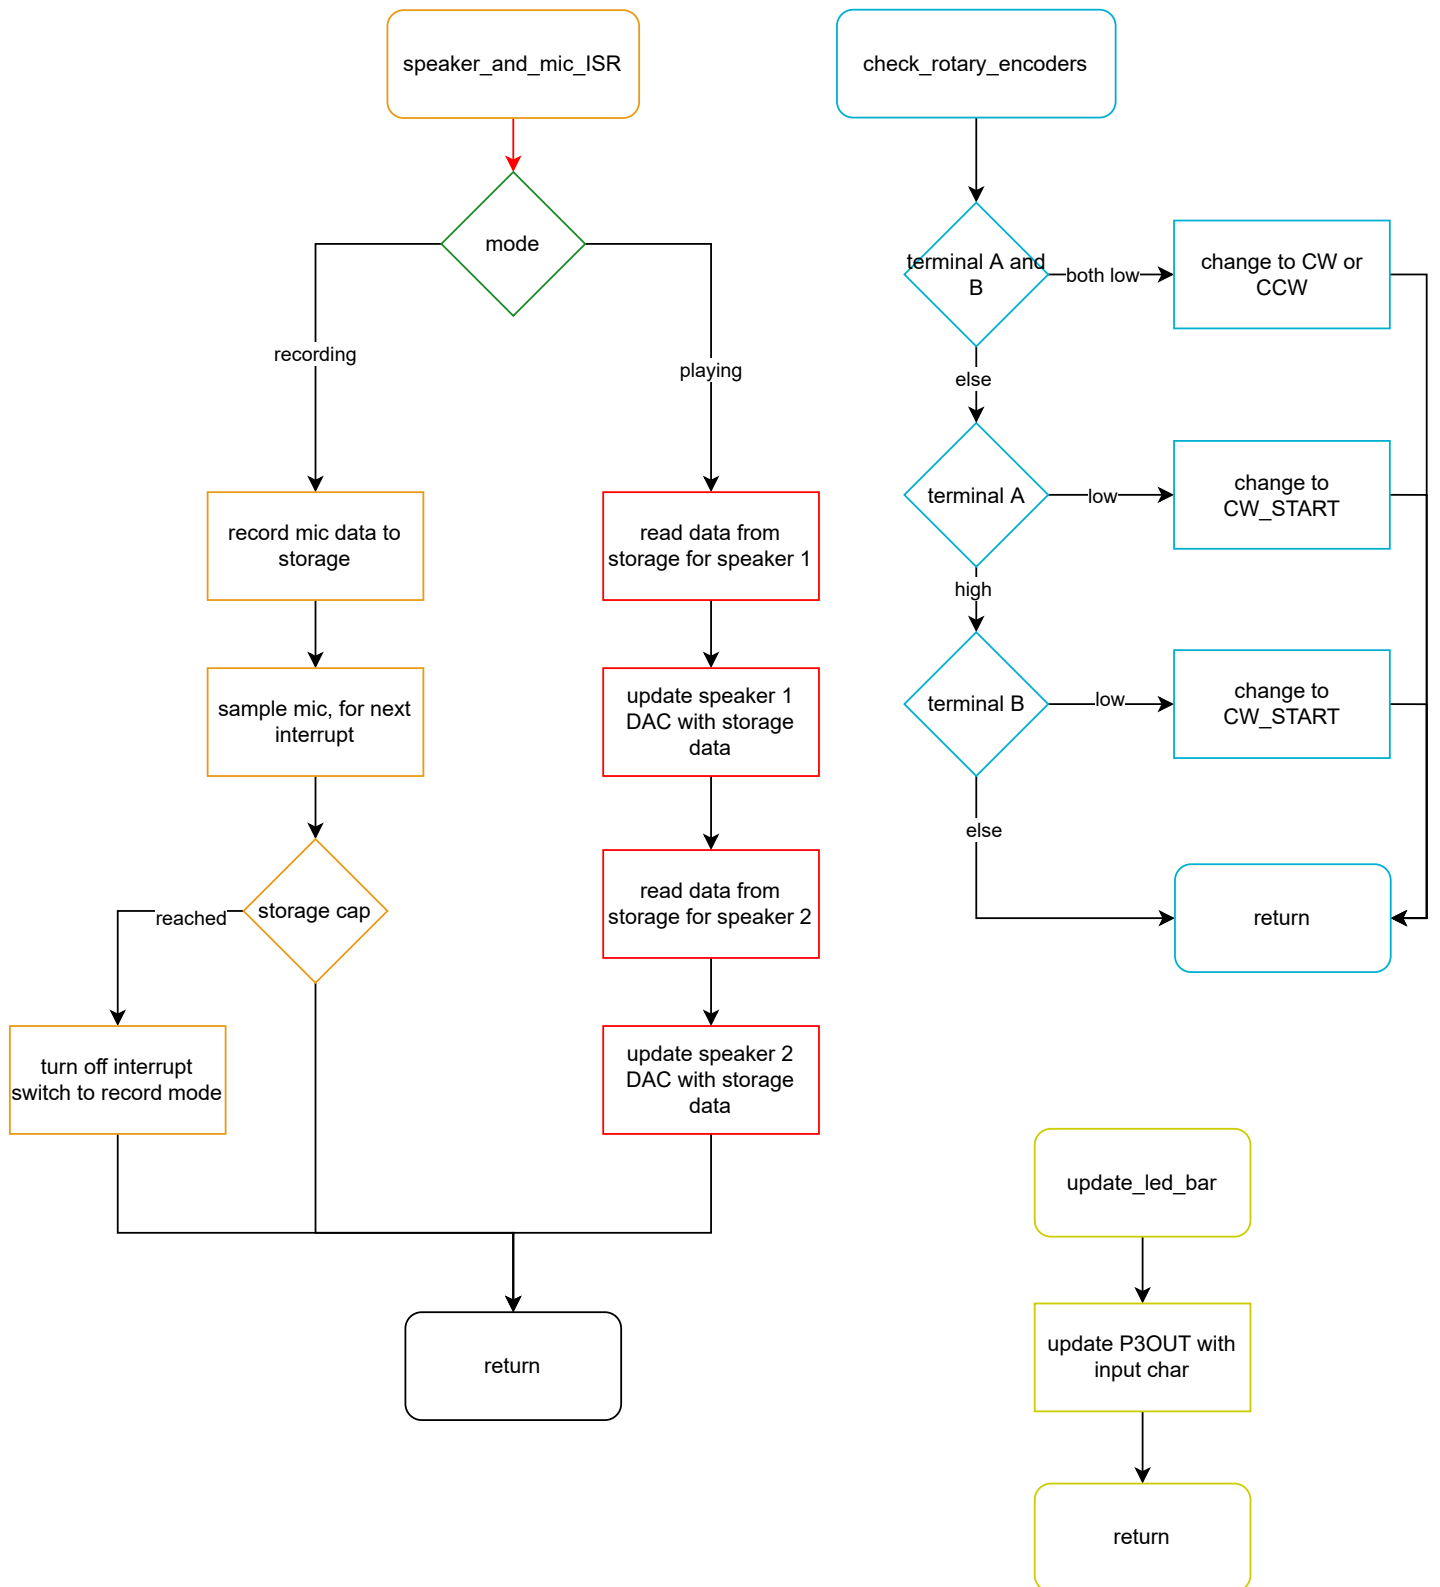 speaker_and_mic_ISR
mode
recording
playing
record mic data to
storage
sample mic, for next
interrupt
storage cap
reached
turn off interrupt
switch to record mode
read data from
storage for speaker 1
update speaker 1
DAC with storage
data
read data from
storage for speaker 2
update speaker 2
DAC with storage
data
return
check_rotary_encoders
terminal A and
B
both low
change to CW or
CCW
else
terminal A
low
change to
CW_START
high
terminal B
low
change to
CW_START
else
return
update_led_bar
update P3OUT with
input char
return